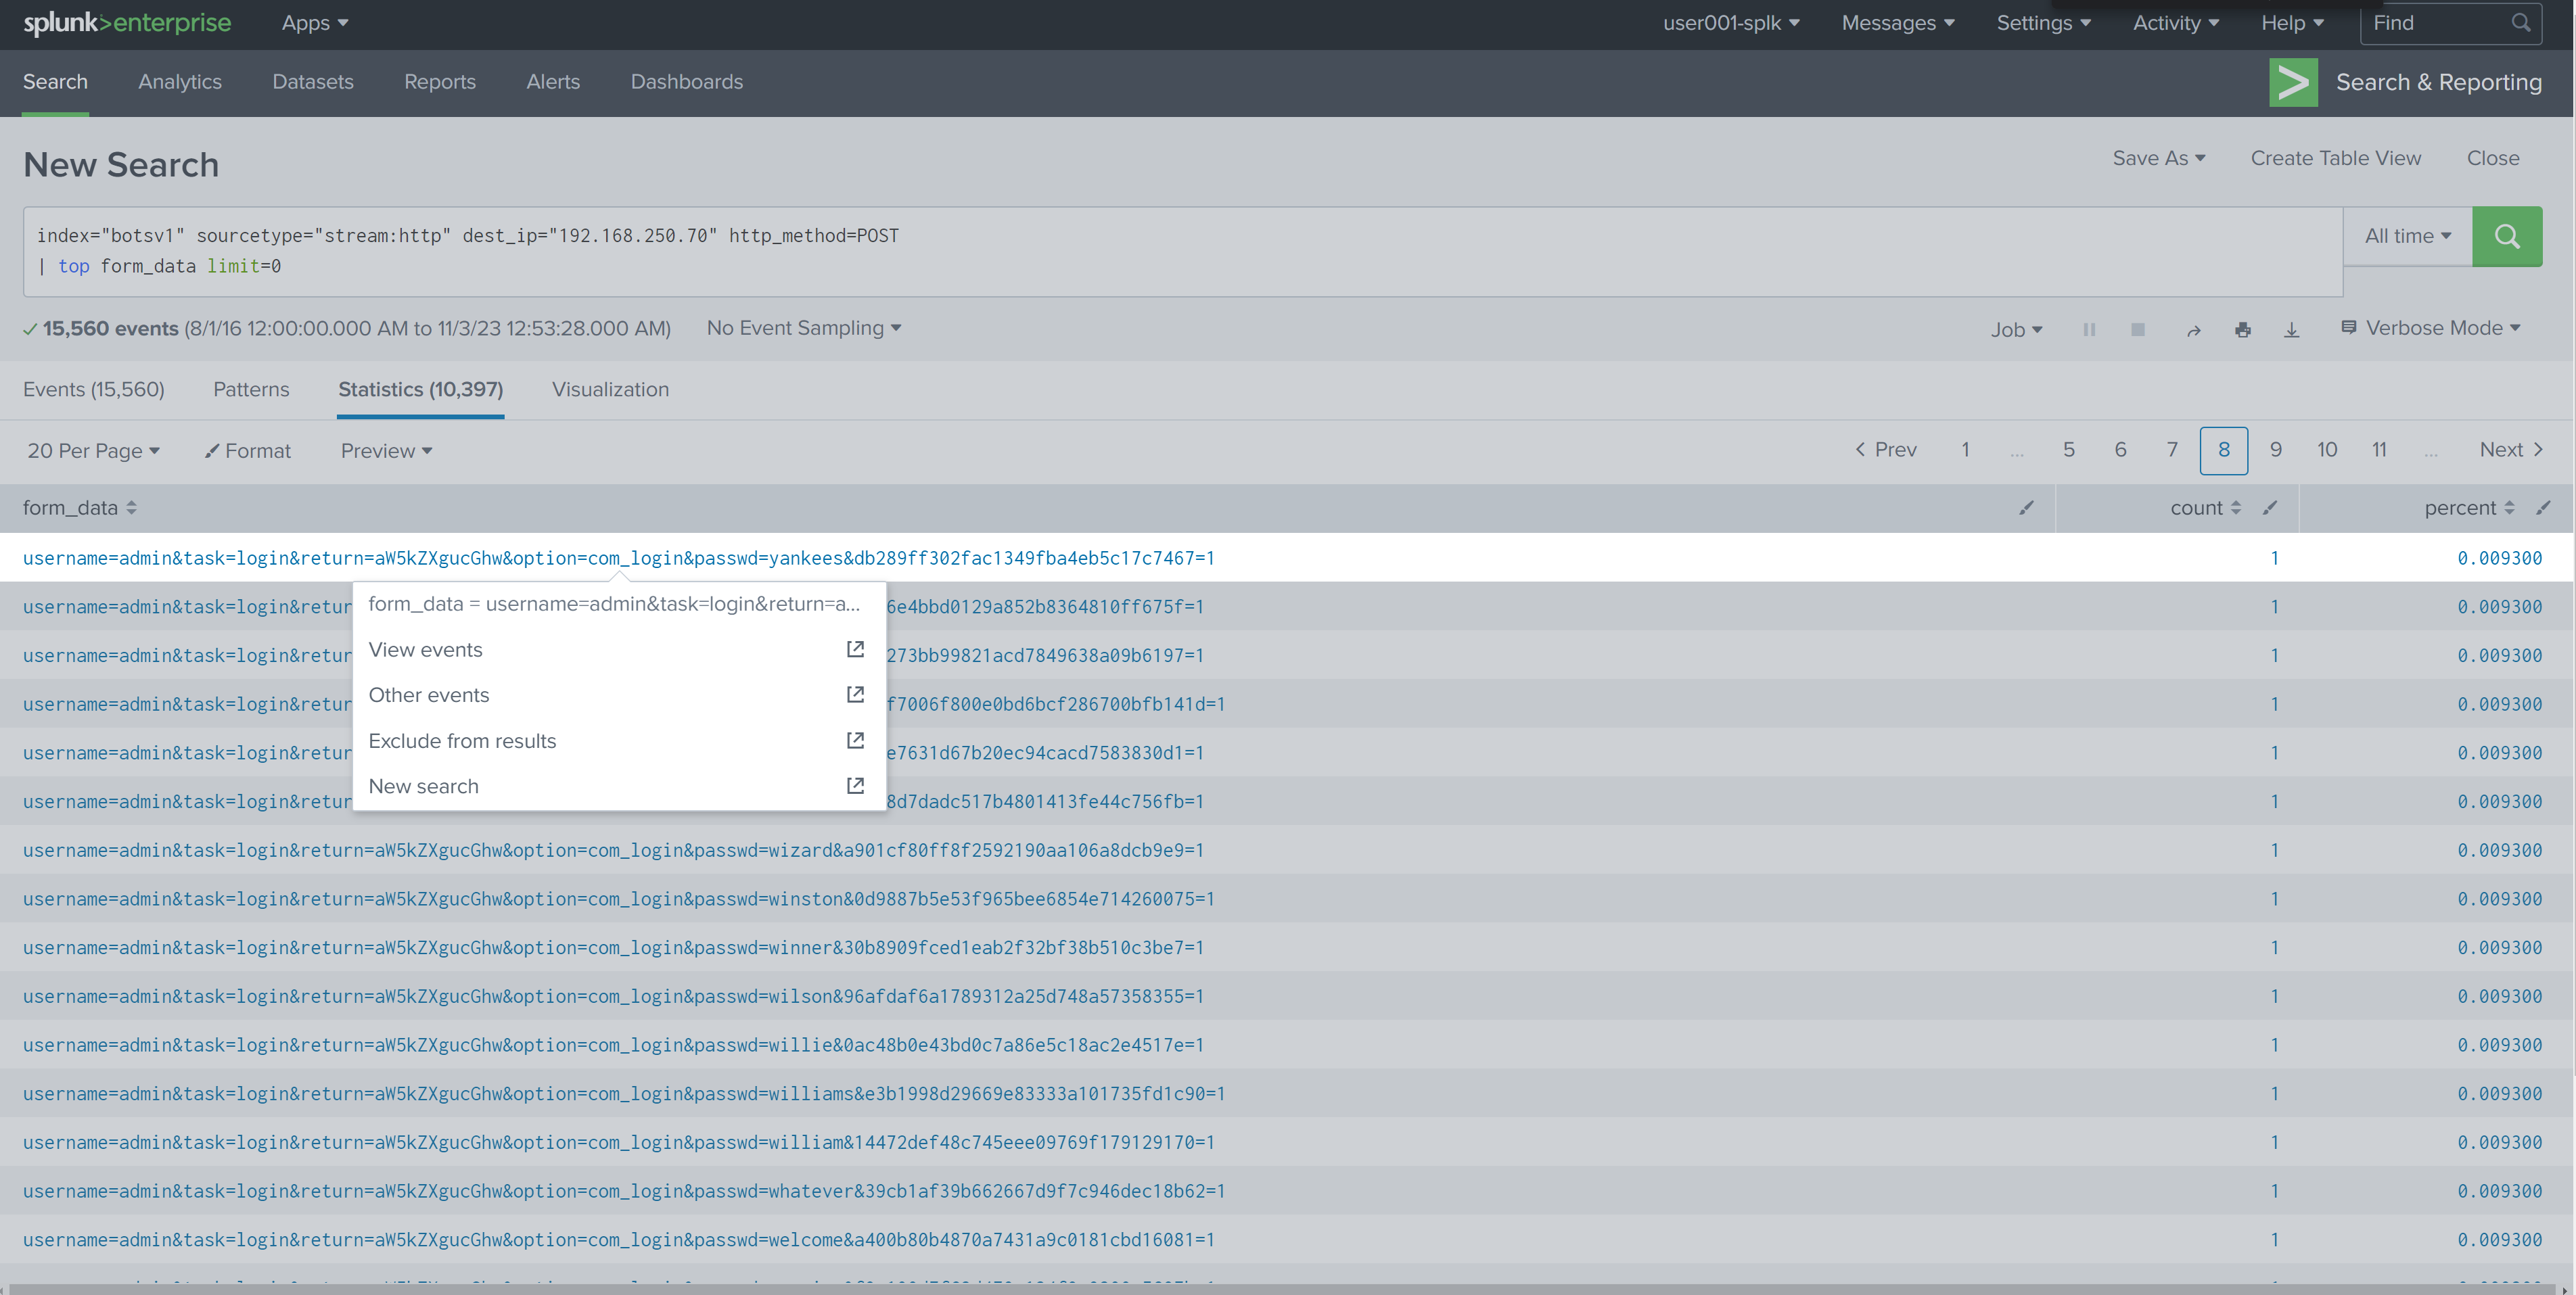 splunk>enterprise Apps user001-splk Messages Settings Activity Help Find
Search Analytics Datasets Reports Alerts Dashboards Search & Reporting
New Search Save As Create Table View Close
index="botsv1" sourcetype="stream:http" dest_ip="192.168.250.70" http_method=POST All time
| top form_data limit=0
15,560 events (8/1/16 12:00:00.000 AM to 11/3/23 12:53:28.000 AM) No Event Sampling Job Verbose Mode
Events (15,560) Patterns Statistics (10,397) Visualization
20 Per Page Format Preview < Prev 1 ... 5 6 7 8 9 10 11 ... Next >
form_data count percent
username=admin&task=login&return=aW5kZXgucGhw&option=com_login&passwd=yankees&db289ff302fac1349fba4eb5c17c7467=1 1 0.009300
username=admin&task=login&retur 6e4bbd0129a852b8364810ff675f=1 1 0.009300
username=admin&task=login&retur 273bb99821acd7849638a09b6197=1 1 0.009300
username=admin&task=login&retur f7006f800e0bd6bcf286700bfb141d=1 1 0.009300
username=admin&task=login&retur e7631d67b20ec94cacd7583830d1=1 1 0.009300
username=admin&task=login&retur 8d7dadc517b4801413fe44c756fb=1 1 0.009300
form_data = username=admin&task=login&return=a...
View events
Other events
Exclude from results
New search
username=admin&task=login&return=aW5kZXgucGhw&option=com_login&passwd=wizard&a901cf80ff8f2592190aa106a8dcb9e9=1 1 0.009300
username=admin&task=login&return=aW5kZXgucGhw&option=com_login&passwd=winston&0d9887b5e53f965bee6854e714260075=1 1 0.009300
username=admin&task=login&return=aW5kZXgucGhw&option=com_login&passwd=winner&30b8909fced1eab2f32bf38b510c3be7=1 1 0.009300
username=admin&task=login&return=aW5kZXgucGhw&option=com_login&passwd=wilson&96afdaf6a1789312a25d748a57358355=1 1 0.009300
username=admin&task=login&return=aW5kZXgucGhw&option=com_login&passwd=willie&0ac48b0e43bd0c7a86e5c18ac2e4517e=1 1 0.009300
username=admin&task=login&return=aW5kZXgucGhw&option=com_login&passwd=williams&e3b1998d29669e83333a101735fd1c90=1 1 0.009300
username=admin&task=login&return=aW5kZXgucGhw&option=com_login&passwd=william&14472def48c745eee09769f179129170=1 1 0.009300
username=admin&task=login&return=aW5kZXgucGhw&option=com_login&passwd=whatever&39cb1af39b662667d9f7c946dec18b62=1 1 0.009300
username=admin&task=login&return=aW5kZXgucGhw&option=com_login&passwd=welcome&a400b80b4870a7431a9c0181cbd16081=1 1 0.009300